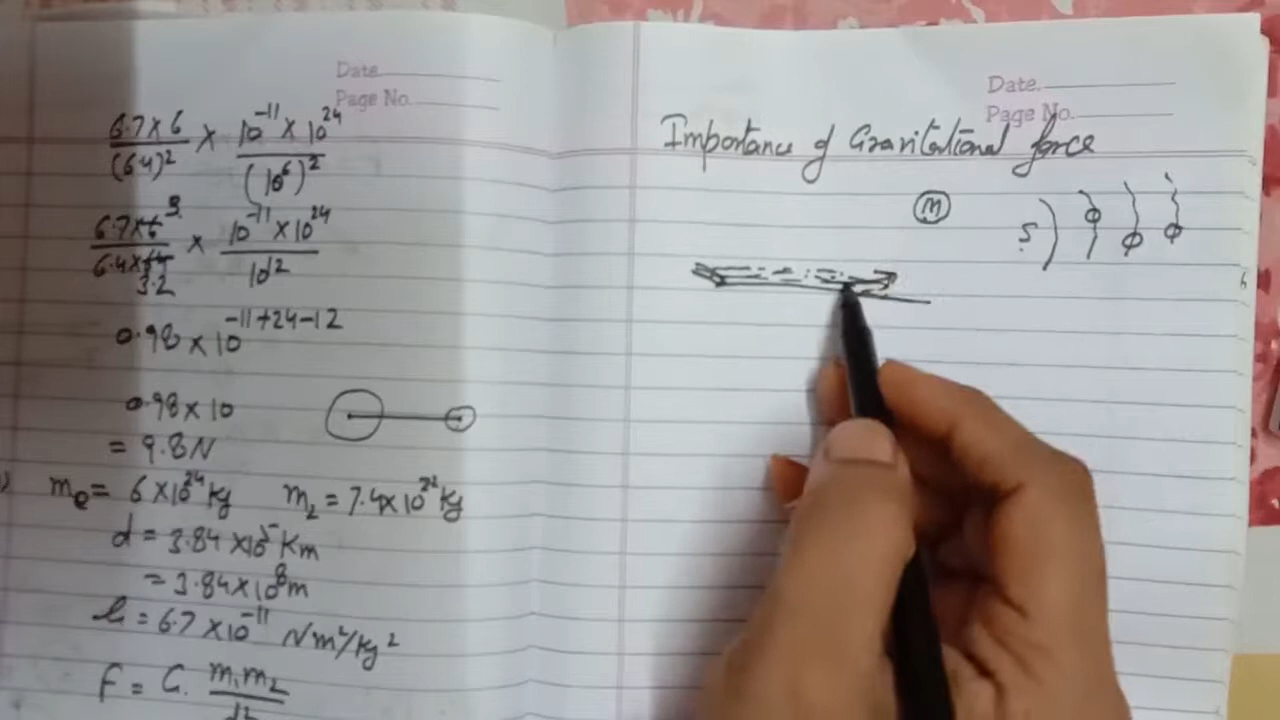 Date.
Page No.
6.7 × 6 / (6.4)² × 10⁻¹¹ × 10²⁴ / (10⁶)²
6.7 × 6 3 / 6.4 × 6.4 3.2 × 10⁻¹¹ × 10²⁴ / 10¹²
0.98 × 10⁻¹¹⁺²⁴⁻¹²
0.98 × 10
= 9.8 N
me = 6 × 10²⁴ kg m₂ = 7.4 × 10²² kg
d = 3.84 × 10⁵ Km
= 3.84 × 10⁸ m
G = 6.7 × 10⁻¹¹ Nm²/kg²
F = G. m₁m₂ / d²
Date.
Page No.
Importance of Gravitational force
m
S